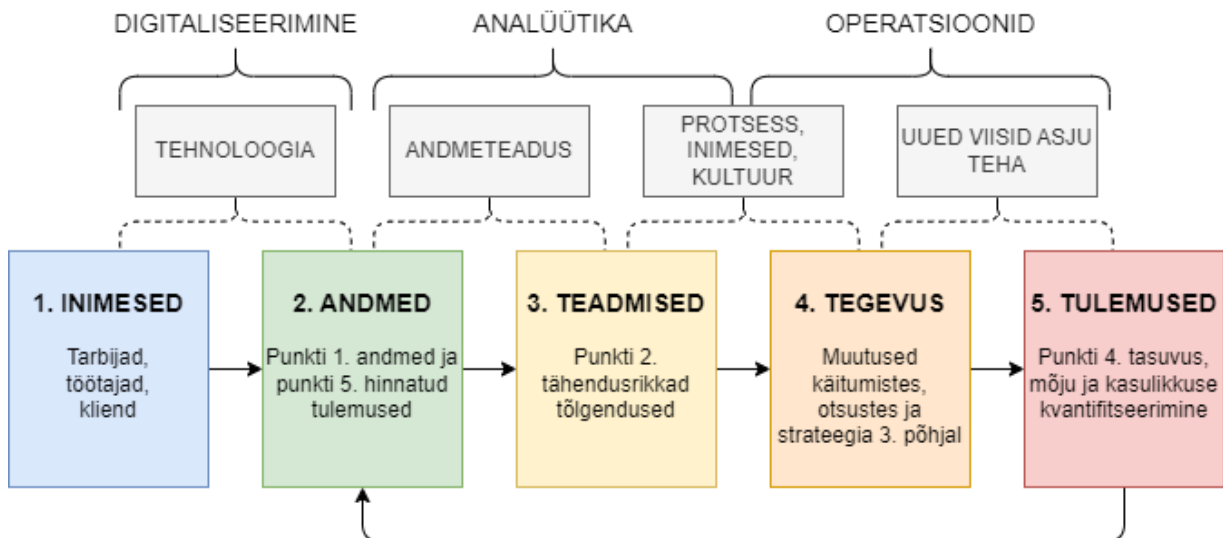 DIGITALISEERIMINE
ANALÜÜTIKA
OPERATSIOONID
TEHNOLOOGIA
ANDMETEADUS
PROTSESS,
INIMESED,
KULTUUR
UUED VIISID ASJU
TEHA
1. INIMESED
Tarbijad,
töötajad,
kliend
2. ANDMED
Punkti 1. andmed ja
punkti 5. hinnatud
tulemused
3. TEADMISED
Punkti 2.
tähendusrikkad
tõlgendused
4. TEGEVUS
Muutused
käitumistes,
otsustes ja
strateegia 3. põhjal
5. TULEMUSED
Punkti 4. tasuvus,
mõju ja kasulikkuse
kvantifitseerimine